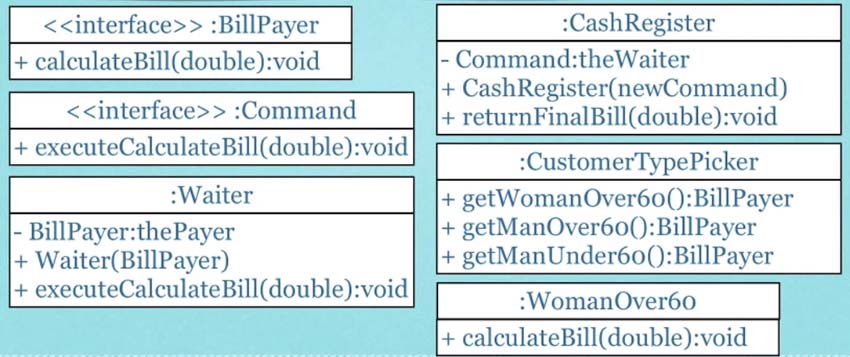 <<interface>> :BillPayer
+ calculateBill(double):void
<<interface>> :Command
+ executeCalculateBill(double):void
:Waiter
- BillPayer:thePayer
+ Waiter(BillPayer)
+ executeCalculateBill(double):void
:CashRegister
- Command:theWaiter
+ CashRegister(newCommand)
+ returnFinalBill(double):void
:CustomerTypePicker
+ getWomanOver60():BillPayer
+ getManOver60():BillPayer
+ getManUnder60():BillPayer
:WomanOver60
+ calculateBill(double):void